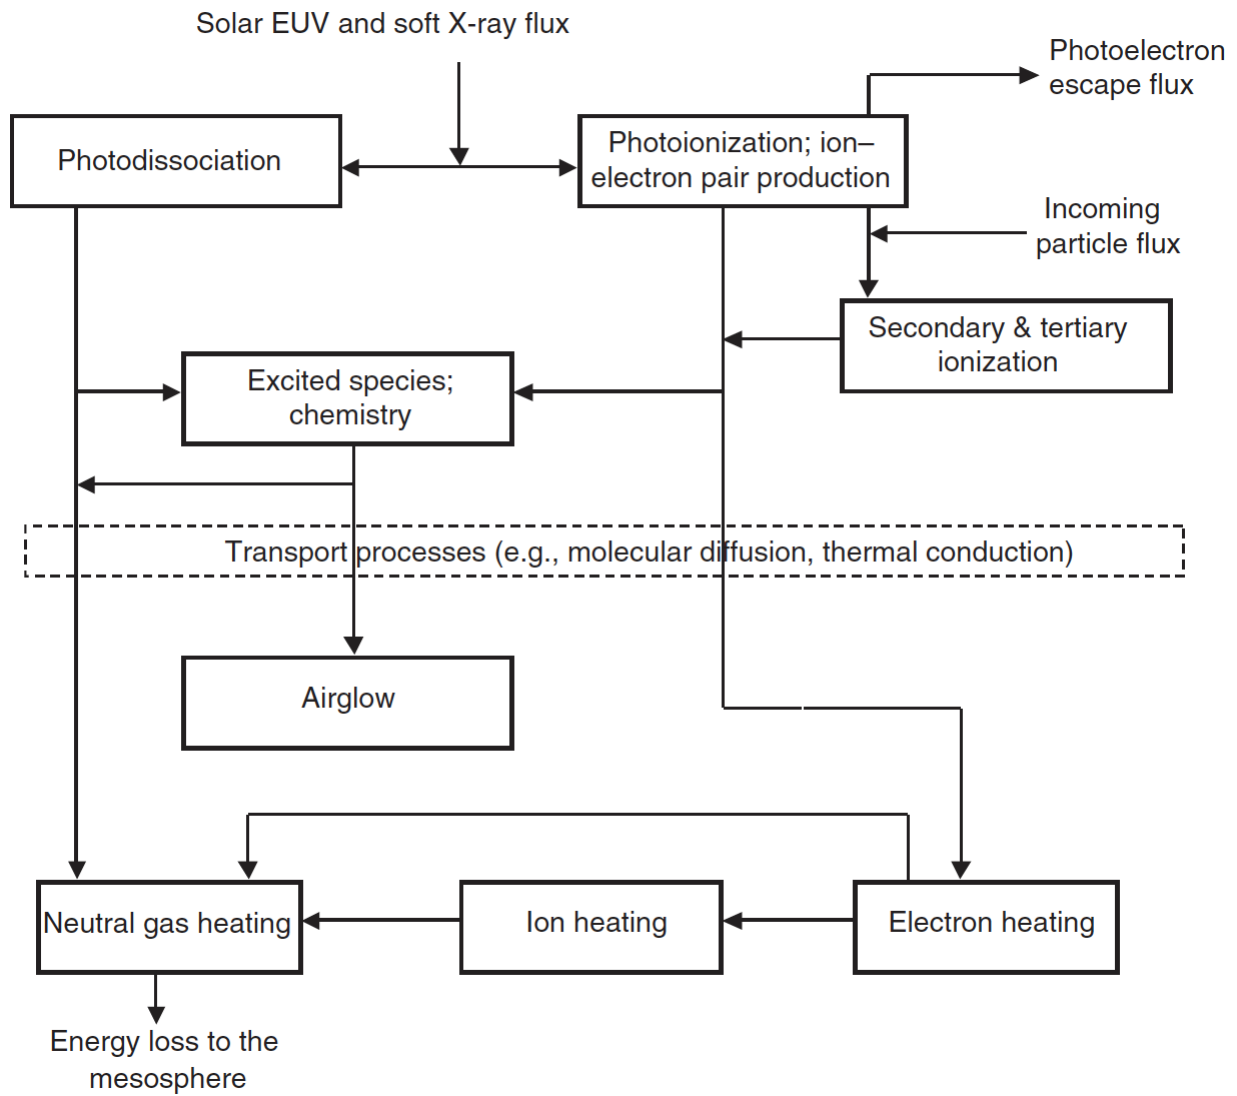 Solar EUV and soft X-ray flux
Photoelectron
escape flux
Photodissociation
Photoionization; ion–
electron pair production
Incoming
particle flux
Secondary & tertiary
ionization
Excited species;
chemistry
Transport processes (e.g., molecular diffusion, thermal conduction)
Airglow
Neutral gas heating
Ion heating
Electron heating
Energy loss to the
mesosphere